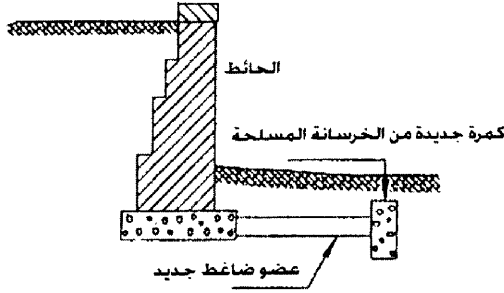 الحائط
كمرة جديدة من الخرسانة المسلحة
عضو ضاغط جديد